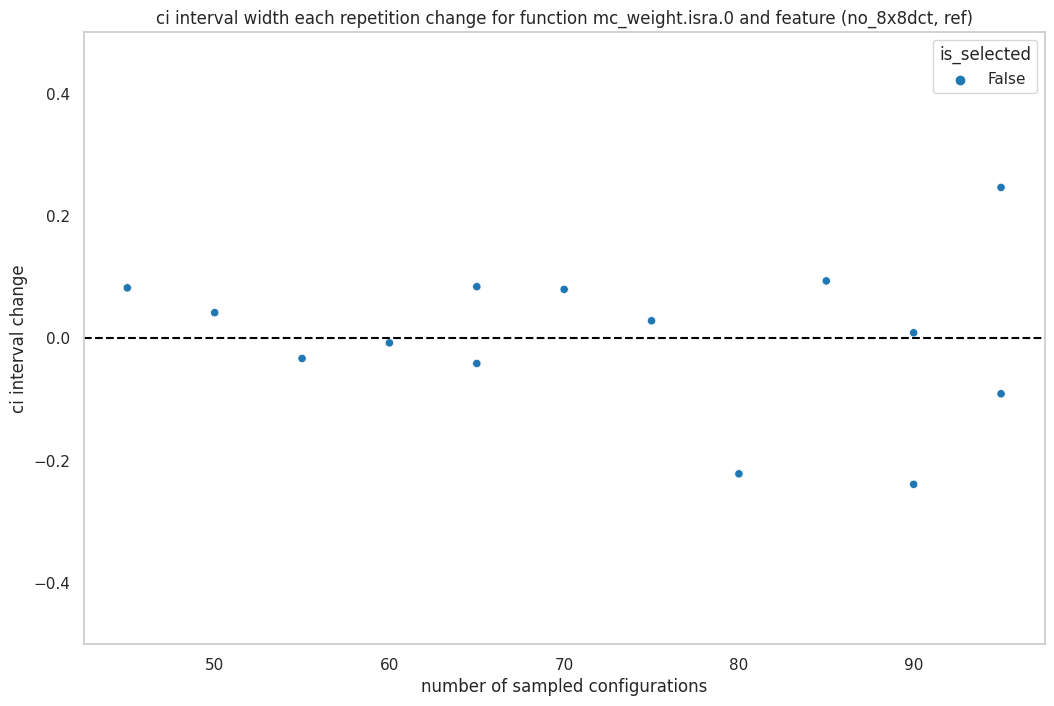 ci interval width each repetition change for function mc_weight.isra.0 and feature (no_8x8dct, ref)
is_selected
False
0.4
0.2
0.0
−0.2
−0.4
ci interval change
50
60
70
80
90
number of sampled configurations